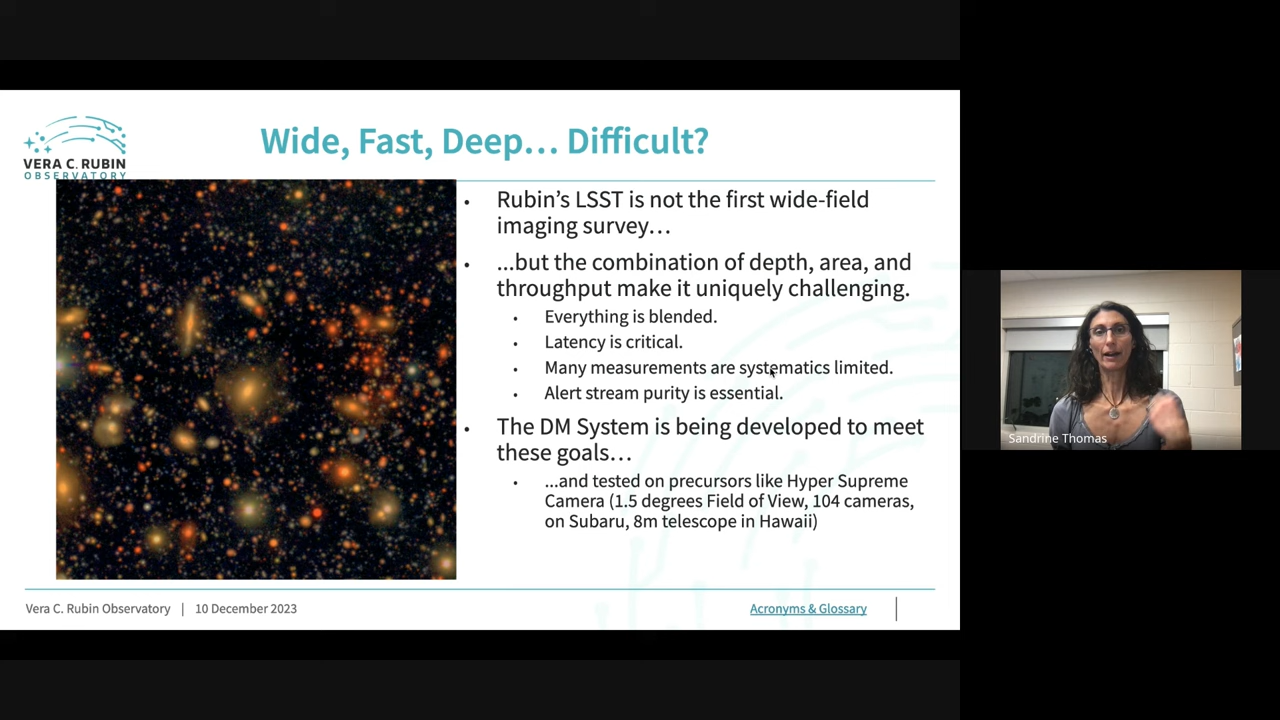 Wide, Fast, Deep… Difficult?
VERA C. RUBIN
OBSERVATORY
• Rubin’s LSST is not the first wide-field
imaging survey…
• ...but the combination of depth, area, and
throughput make it uniquely challenging.
• Everything is blended.
• Latency is critical.
• Many measurements are systematics limited.
• Alert stream purity is essential.
• The DM System is being developed to meet
these goals…
• ...and tested on precursors like Hyper Supreme
Camera (1.5 degrees Field of View, 104 cameras,
on Subaru, 8m telescope in Hawaii)
Vera C. Rubin Observatory | 10 December 2023
Acronyms & Glossary
Sandrine Thomas